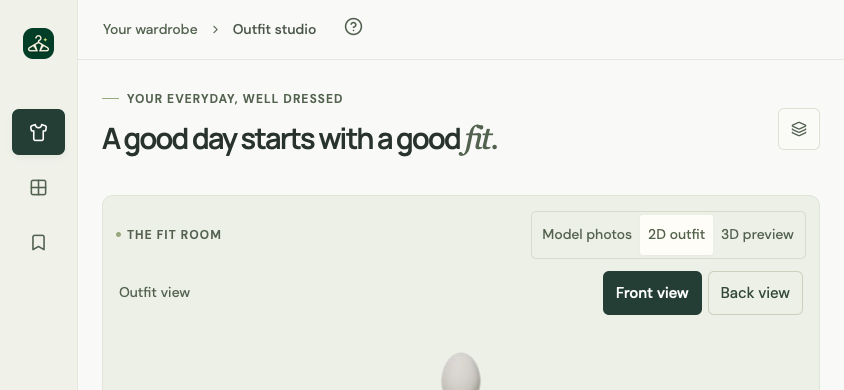 Your wardrobe > Outfit studio
YOUR EVERYDAY, WELL DRESSED
A good day starts with a good fit.
THE FIT ROOM
Model photos 2D outfit 3D preview
Outfit view
Front view Back view